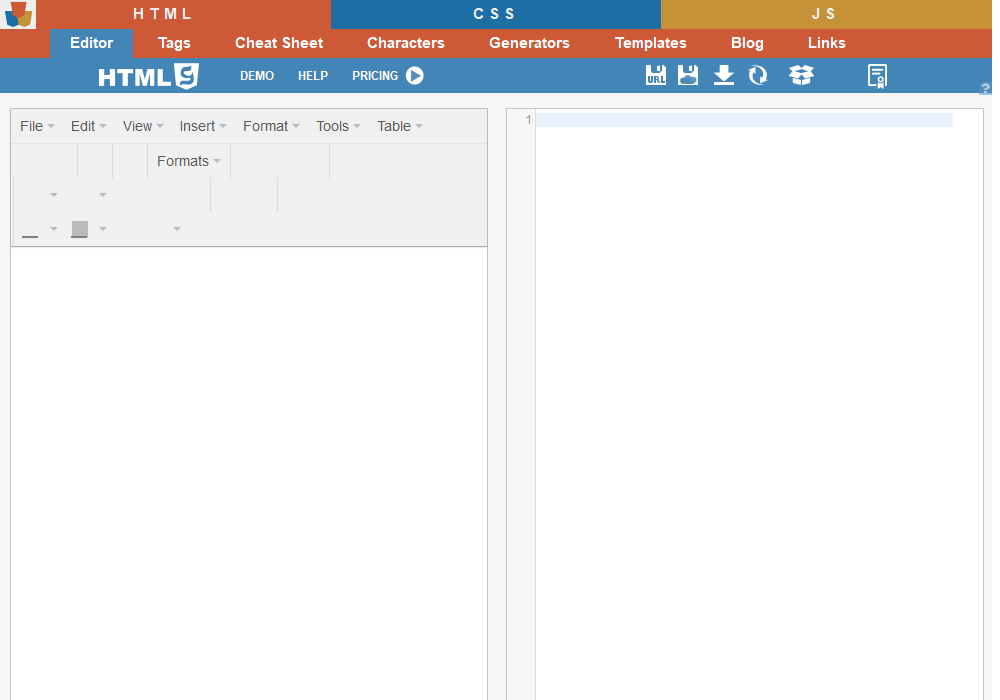 HTML CSS JS
Editor Tags Cheat Sheet Characters Generators Templates Blog Links
HTML5 DEMO HELP PRICING URL
?
File Edit View Insert Format Tools Table
1
Formats